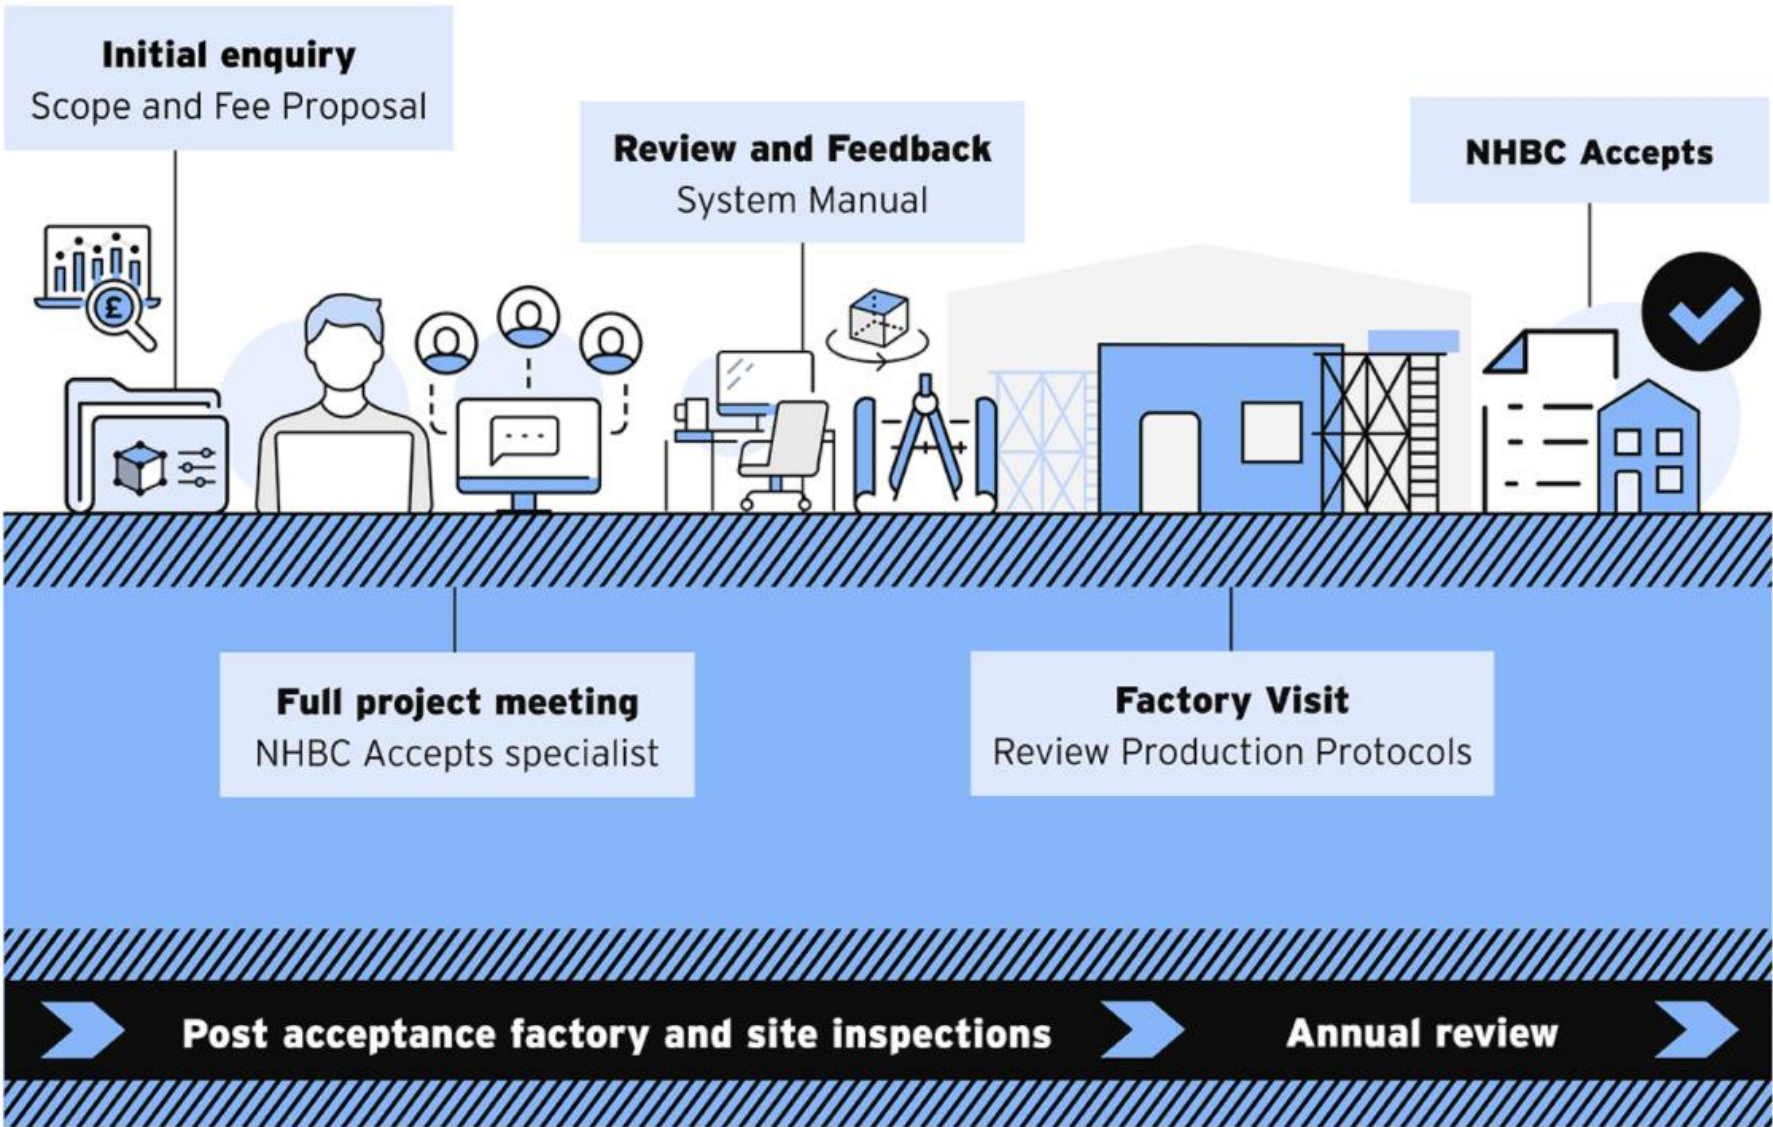 Initial enquiry
Scope and Fee Proposal
Review and Feedback
System Manual
NHBC Accepts
£
Full project meeting
NHBC Accepts specialist
Factory Visit
Review Production Protocols
Post acceptance factory and site inspections
Annual review